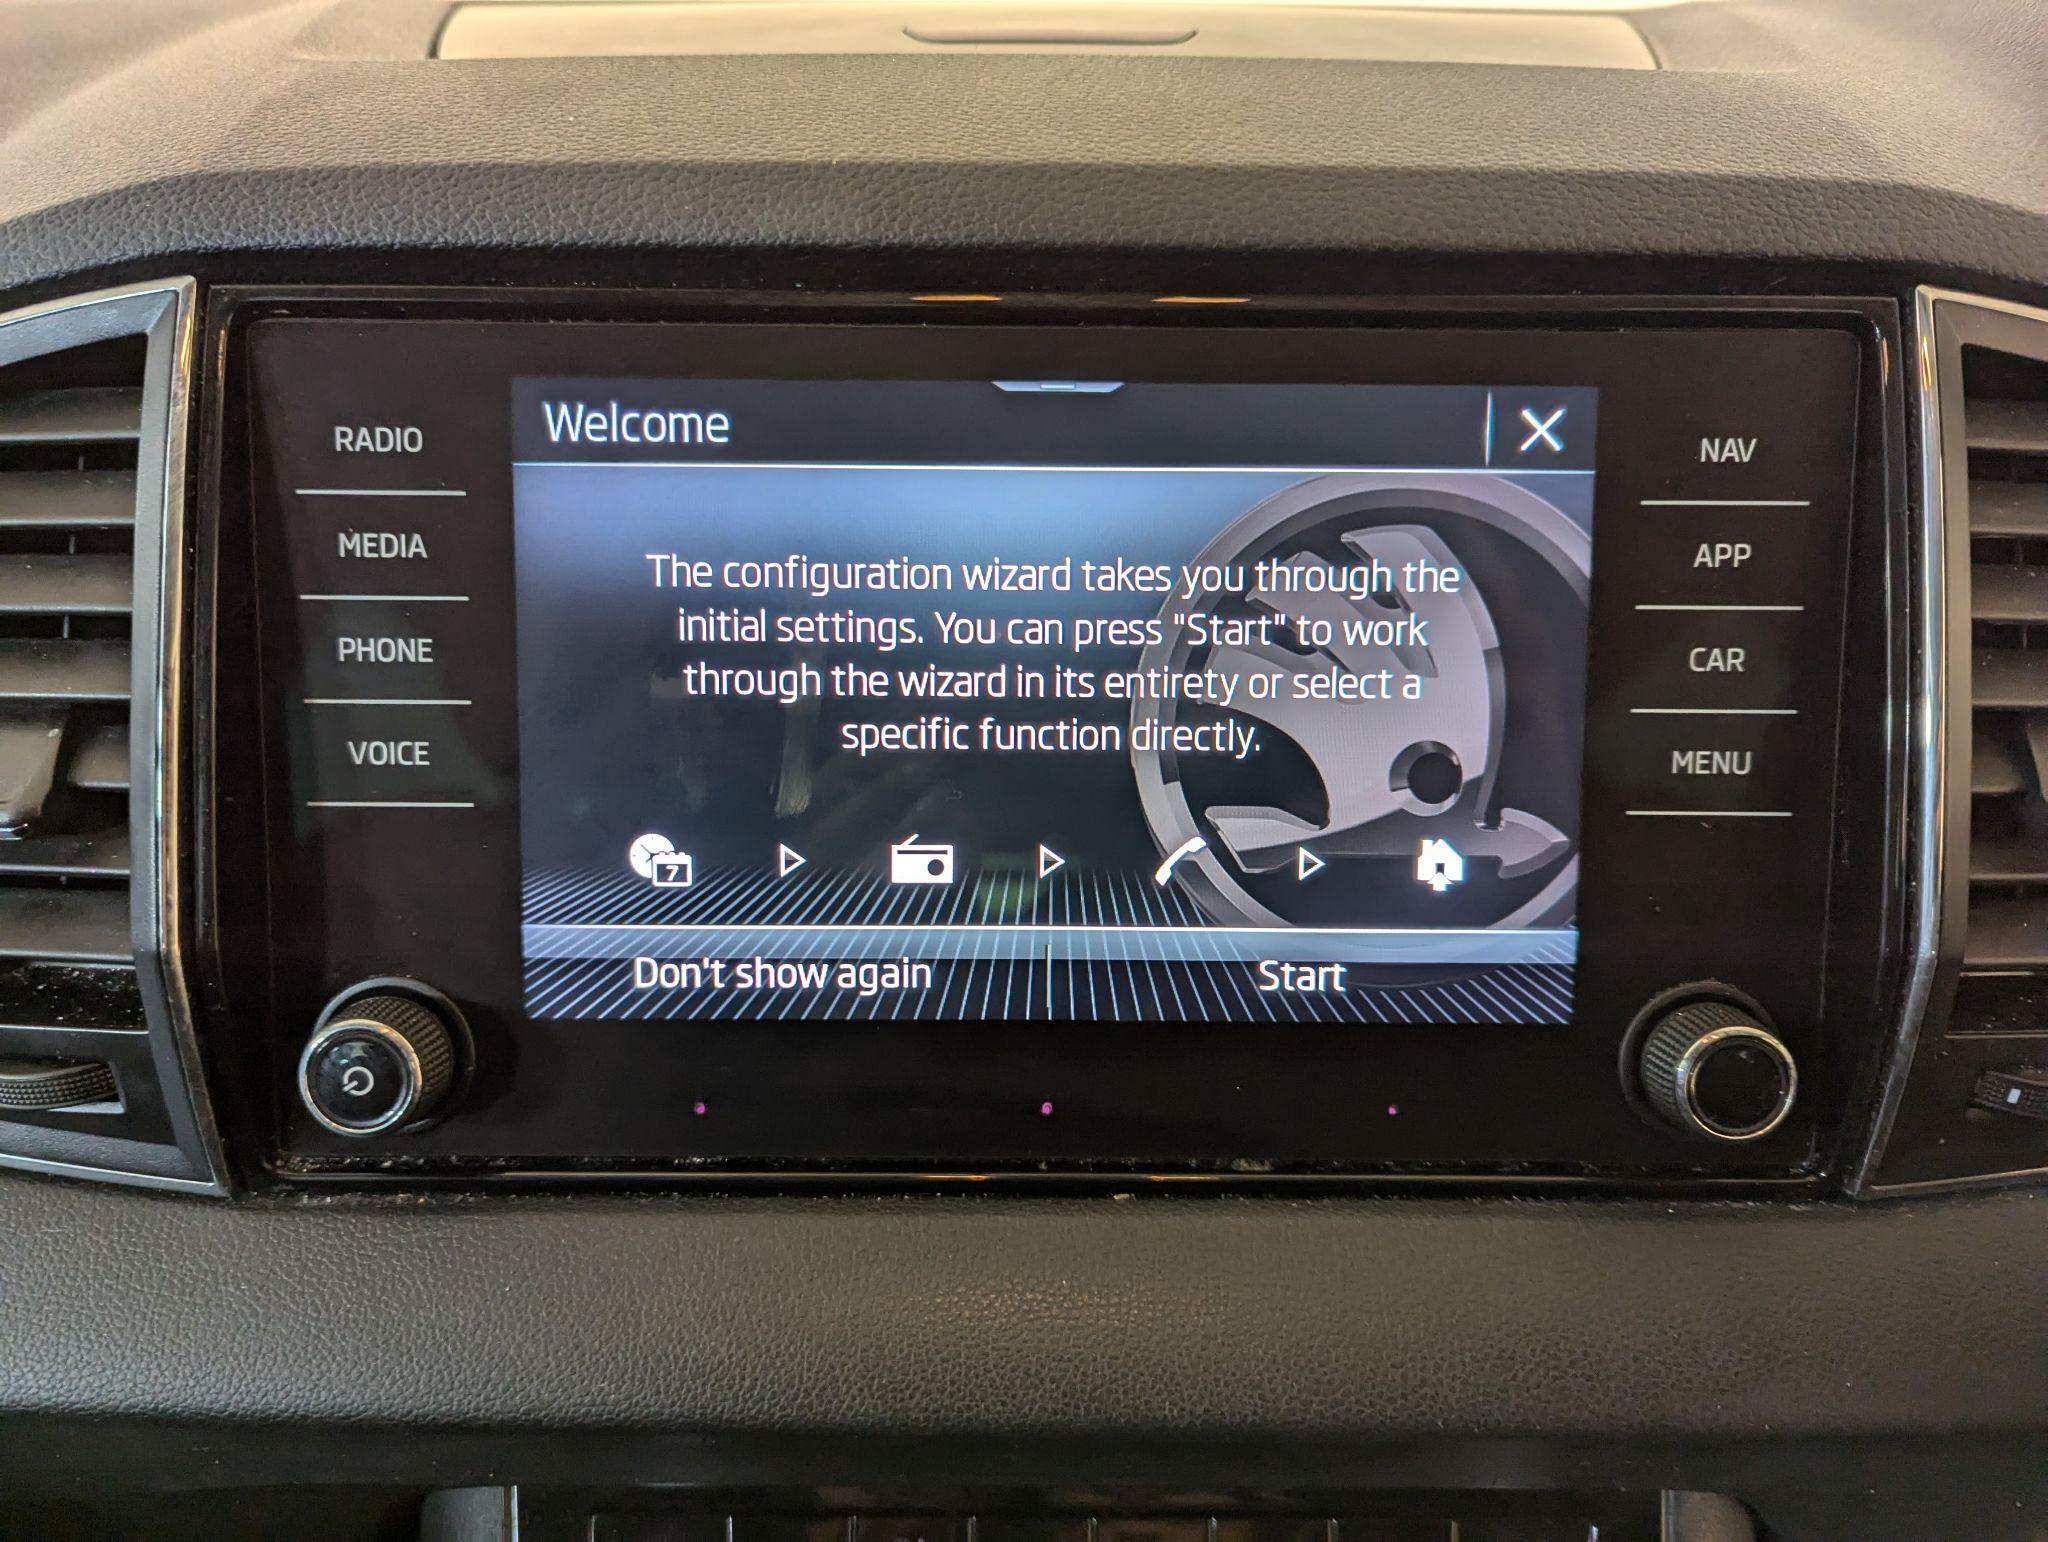 Welcome
RADIO
MEDIA
PHONE
VOICE
The configuration wizard takes you through the
initial settings. You can press "Start" to work
through the wizard in its entirety or select a
specific function directly.
7
Don't show again
Start
NAV
APP
CAR
MENU